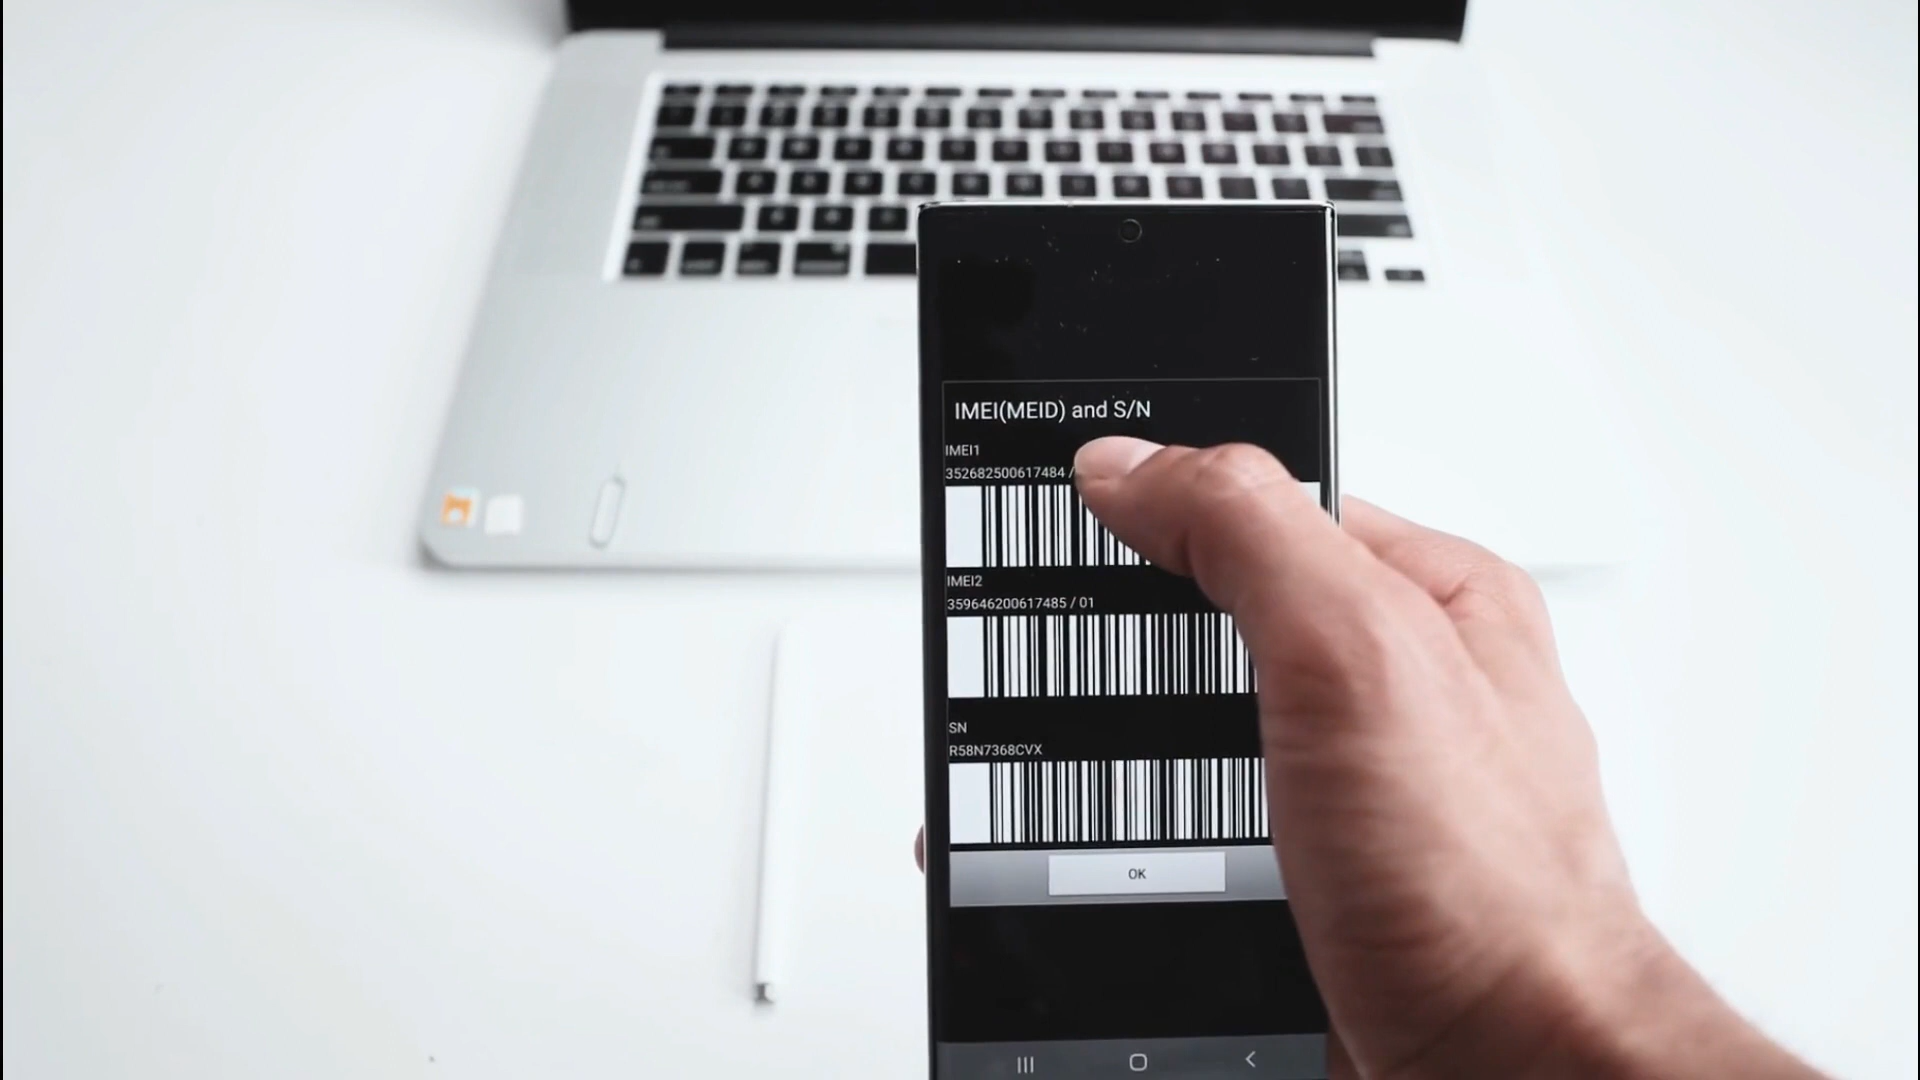 IMEI(MEID) and S/N
IMEI1
352682500617484 /
IMEI2
359646200617485 / 01
SN
R58N7368CVX
OK